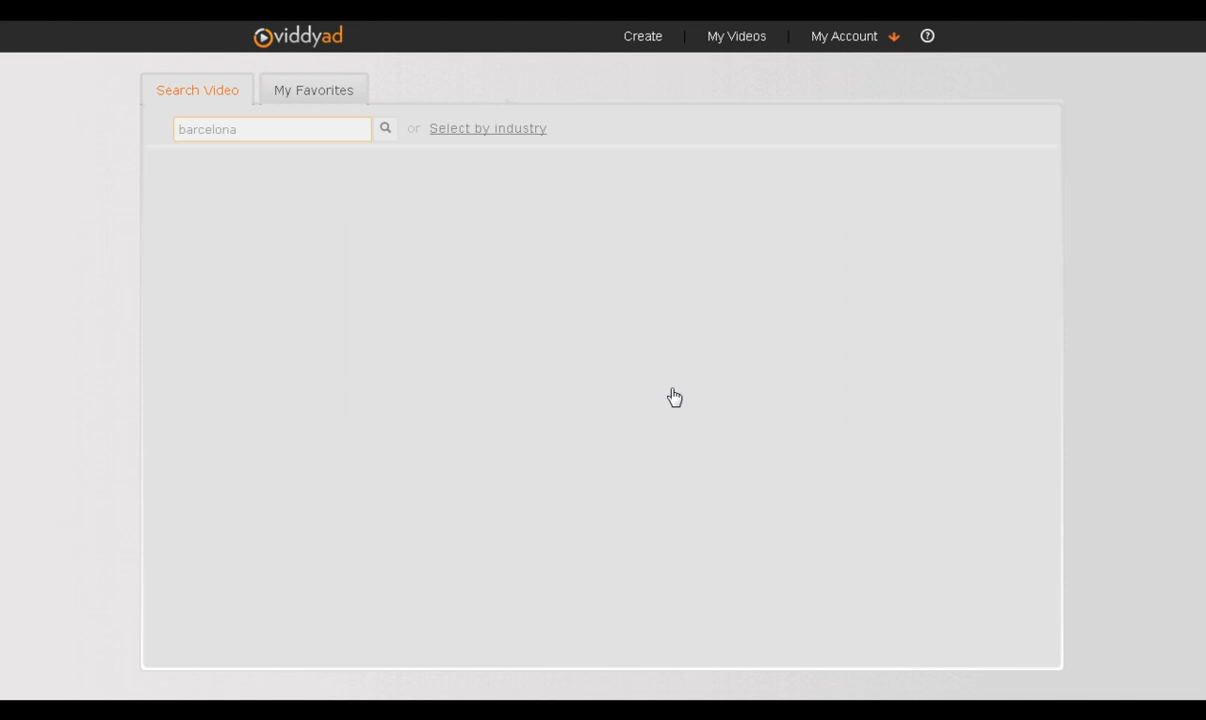 viddyad
Create | My Videos | My Account
Search Video
My Favorites
barcelona
or Select by industry